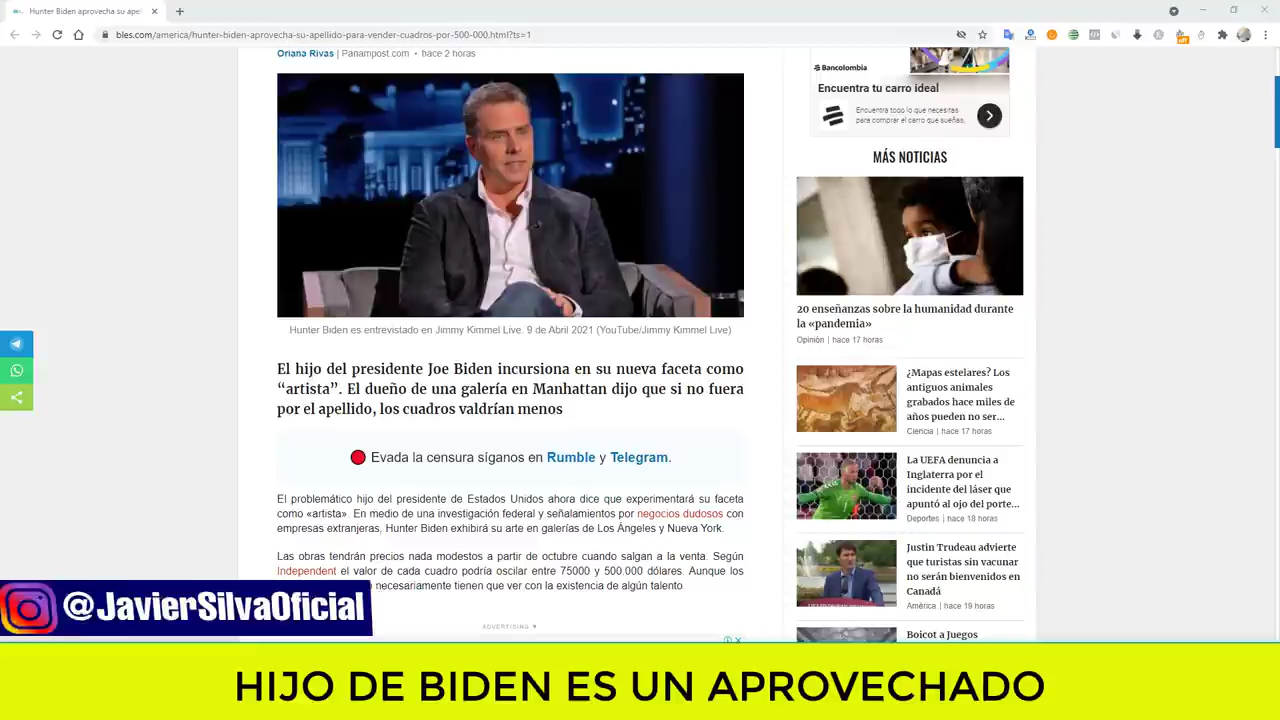 Hunter Biden aprovecha su apel
bles.com/america/hunter-biden-aprovecha-su-apellido-para-vender-cuadros-por-500-000.html?ts=1
off
Oriana Rivas | Panampost.com • hace 2 horas
Hunter Biden es entrevistado en Jimmy Kimmel Live. 9 de Abril 2021 (YouTube/Jimmy Kimmel Live)
El hijo del presidente Joe Biden incursiona en su nueva faceta como
“artista”. El dueño de una galería en Manhattan dijo que si no fuera
por el apellido, los cuadros valdrían menos
Evada la censura síganos en Rumble y Telegram.
El problemático hijo del presidente de Estados Unidos ahora dice que experimentará su faceta
como «artista». En medio de una investigación federal y señalamientos por negocios dudosos con
empresas extranjeras, Hunter Biden exhibirá su arte en galerías de Los Ángeles y Nueva York.
Las obras tendrán precios nada modestos a partir de octubre cuando salgan a la venta. Según
Independent el valor de cada cuadro podría oscilar entre 75000 y 500 000 dólares. Aunque los
necesariamente tienen que ver con la existencia de algún talento
ADVERTISING
Bancolombia
Encuentra tu carro ideal
Encuentra todo lo que necesitas
para comprar el carro que sueñas.
MÁS NOTICIAS
20 enseñanzas sobre la humanidad durante
la «pandemia»
Opinión | hace 17 horas
¿Mapas estelares? Los
antiguos animales
grabados hace miles de
años pueden no ser...
Ciencia | hace 17 horas
La UEFA denuncia a
Inglaterra por el
incidente del láser que
apuntó al ojo del porte...
Deportes | hace 18 horas
Justin Trudeau advierte
que turistas sin vacunar
no serán bienvenidos en
Canadá
América | hace 19 horas
Boicot a Juegos
@JavierSilvaOficial
HIJO DE BIDEN ES UN APROVECHADO